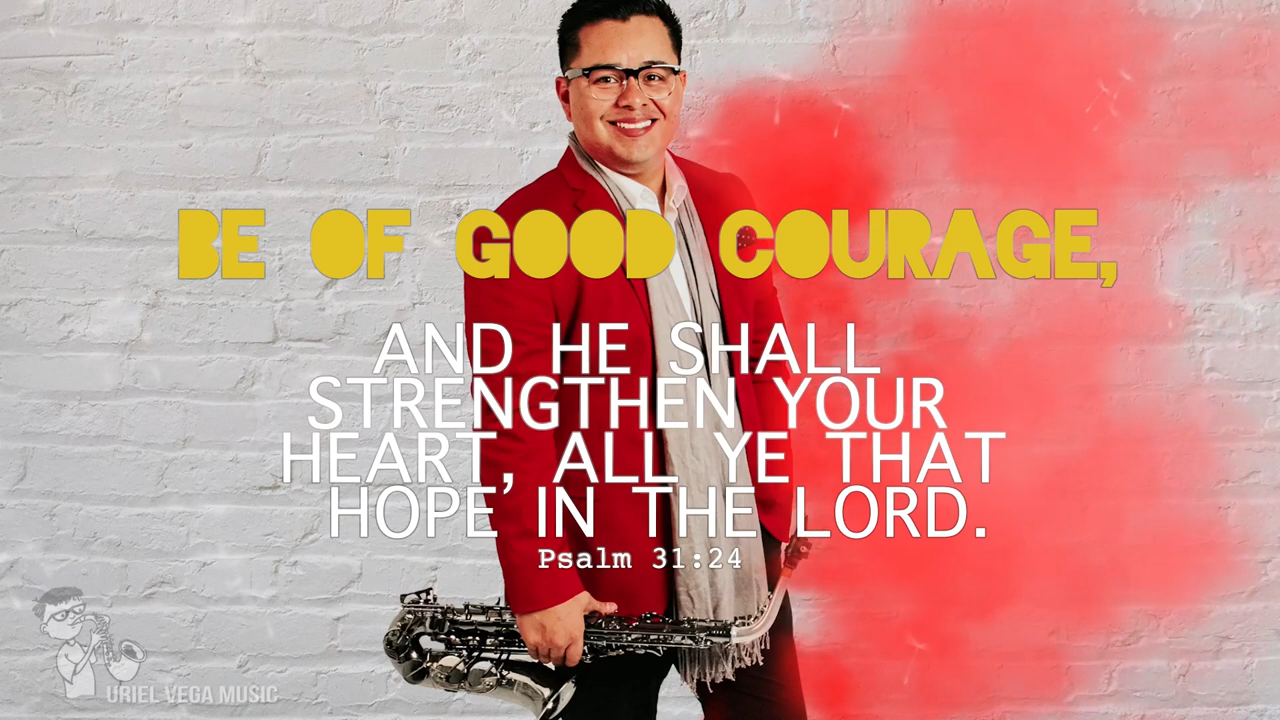 BE OF GOOD COURAGE,
AND HE SHALL
STRENGTHEN YOUR
HEART, ALL YE THAT
HOPE IN THE LORD.
Psalm 31:24
URIEL VEGA MUSIC